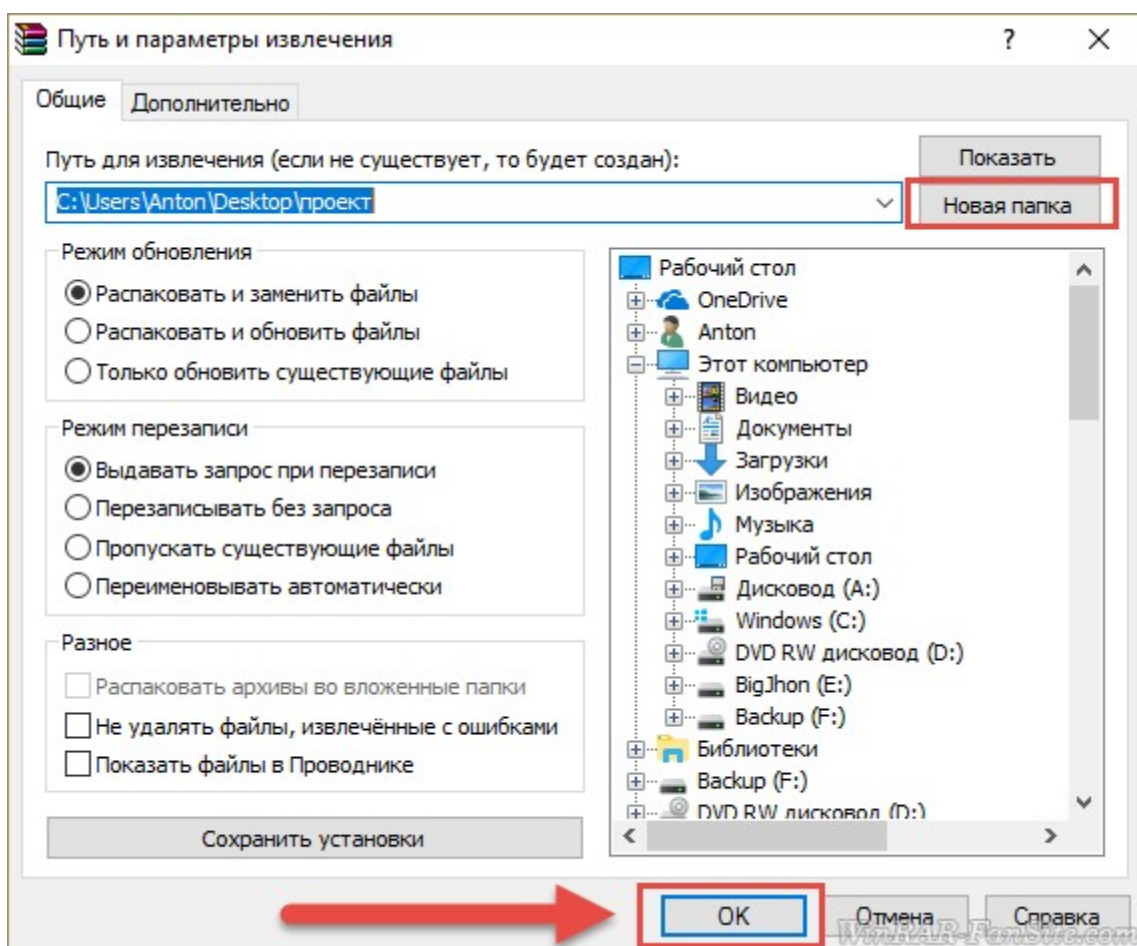 Путь и параметры извлечения
?
Общие
Дополнительно
Путь для извлечения (если не существует, то будет создан):
Показать
C:\Users\Anton\Desktop\проект
Новая папка
Режим обновления
Распаковать и заменить файлы
Распаковать и обновить файлы
Только обновить существующие файлы
Режим перезаписи
Выдавать запрос при перезаписи
Перезаписывать без запроса
Пропускать существующие файлы
Переименовывать автоматически
Разное
Распаковать архивы во вложенные папки
Не удалять файлы, извлечённые с ошибками
Показать файлы в Проводнике
Сохранить установки
Рабочий стол
OneDrive
Anton
Этот компьютер
Видео
Документы
Загрузки
Изображения
Музыка
Рабочий стол
Дисковод (A:)
Windows (C:)
DVD RW дисковод (D:)
BigJhon (E:)
Backup (F:)
Библиотеки
Backup (F:)
DVD RW дисковод (D:)
OK
Отмена
Справка
WinRAR-FanSite.com